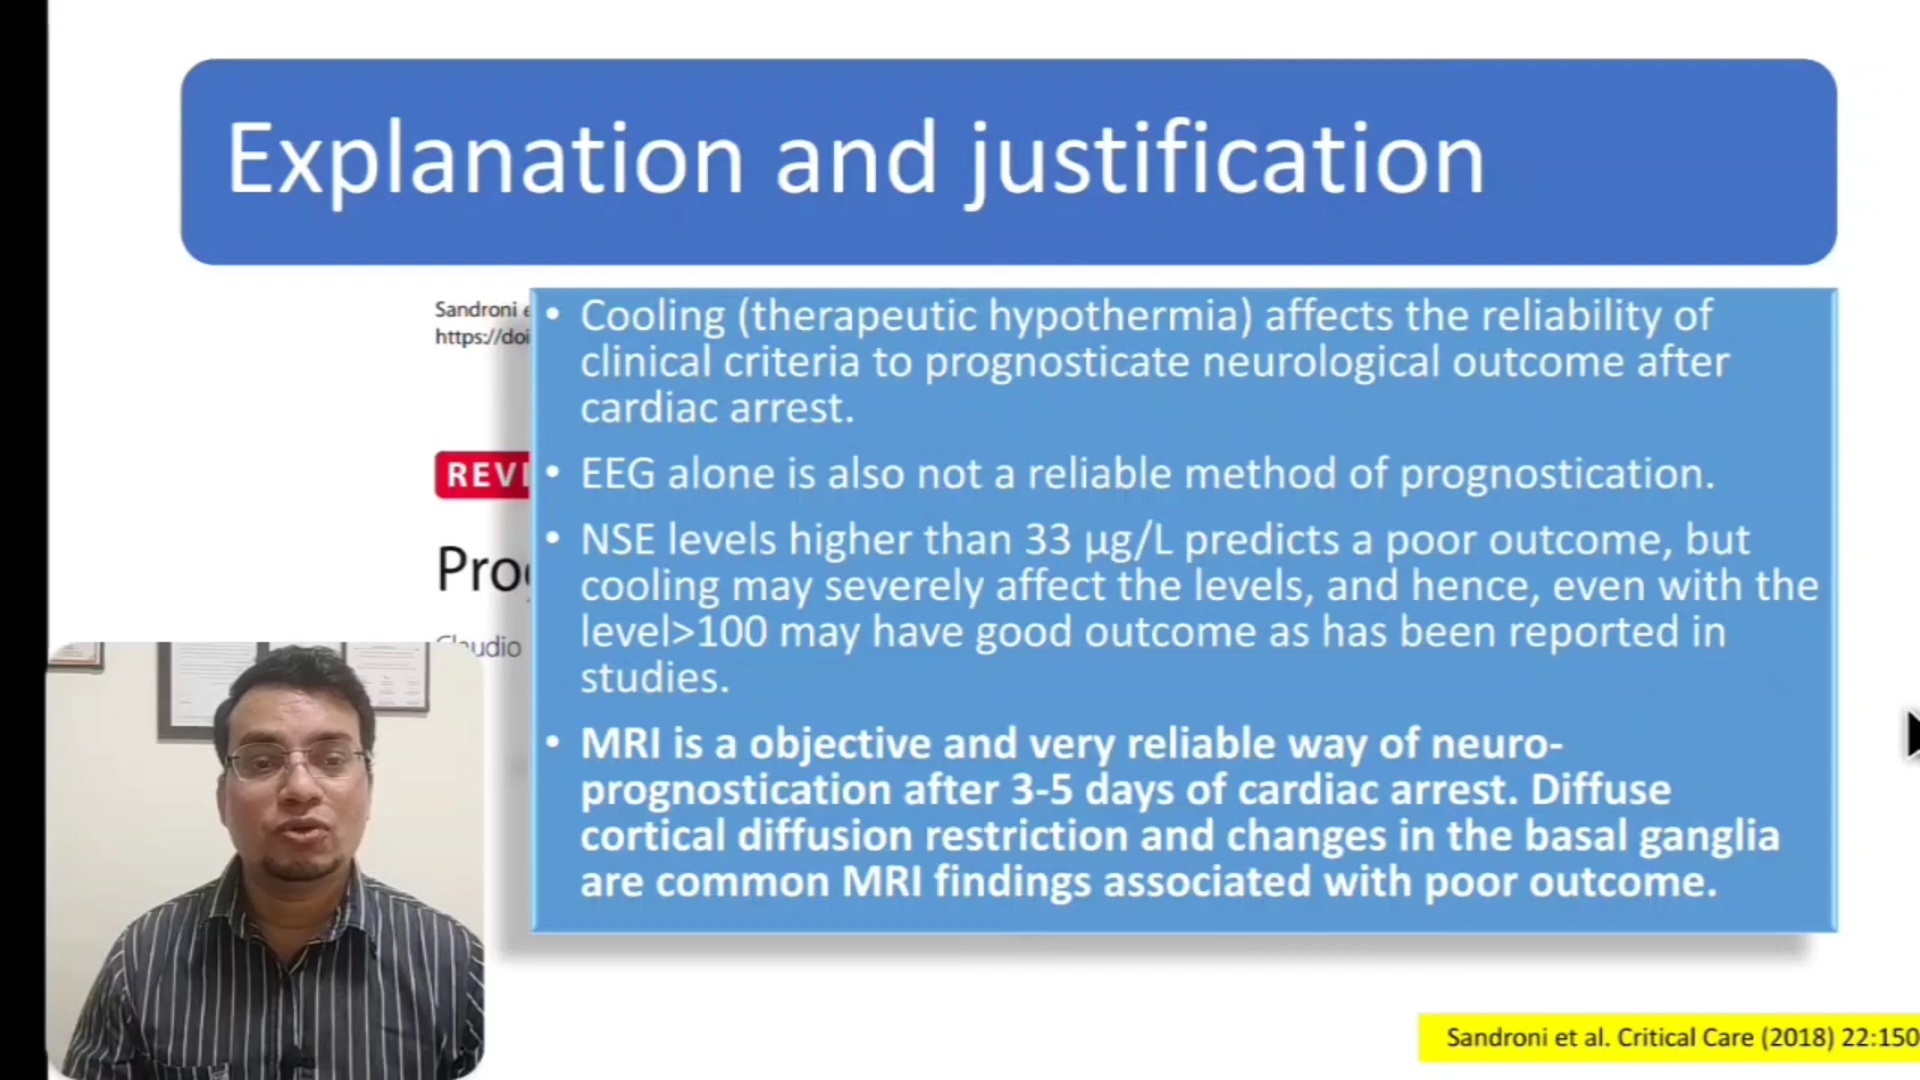 Explanation and justification
Sandroni e
https://doi
REVI
Pro
Claudio
• Cooling (therapeutic hypothermia) affects the reliability of
clinical criteria to prognosticate neurological outcome after
cardiac arrest.
• EEG alone is also not a reliable method of prognostication.
• NSE levels higher than 33 µg/L predicts a poor outcome, but
cooling may severely affect the levels, and hence, even with the
level>100 may have good outcome as has been reported in
studies.
• MRI is a objective and very reliable way of neuro-
prognostication after 3-5 days of cardiac arrest. Diffuse
cortical diffusion restriction and changes in the basal ganglia
are common MRI findings associated with poor outcome.
Sandroni et al. Critical Care (2018) 22:150